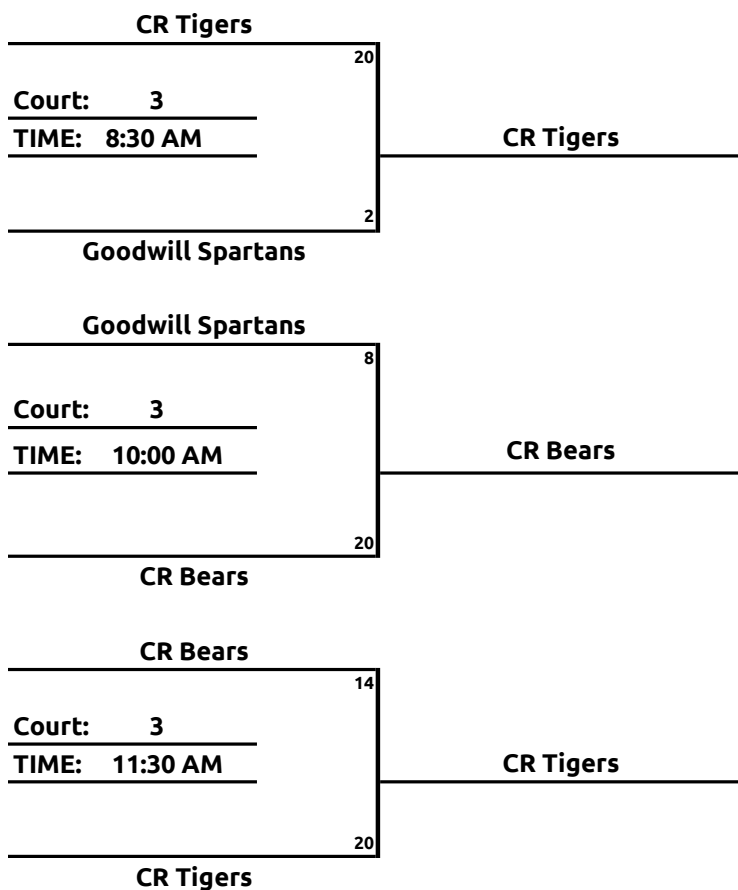 CR Tigers
20
Court: 3
TIME: 8:30 AM
CR Tigers
2
Goodwill Spartans
Goodwill Spartans
8
Court: 3
TIME: 10:00 AM
CR Bears
20
CR Bears
CR Bears
14
Court: 3
TIME: 11:30 AM
CR Tigers
20
CR Tigers